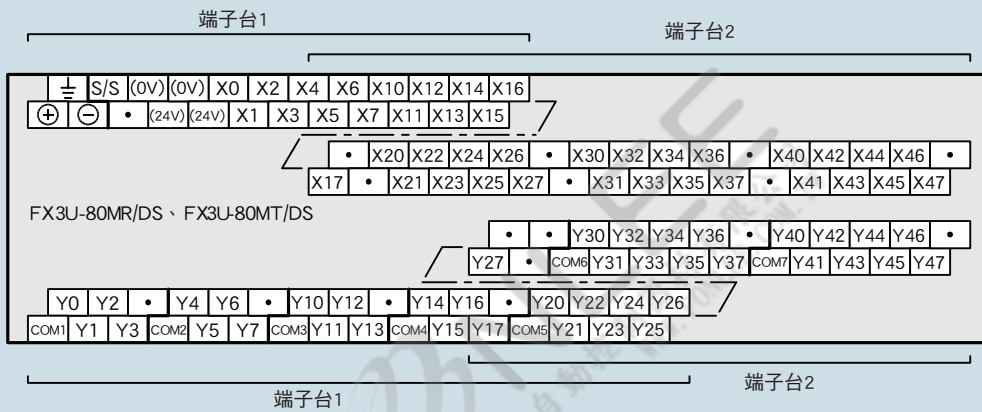 端子台1
端子台2
⏚ S/S (0V) (0V) X0 X2 X4 X6 X10 X12 X14 X16
⊕ ⊖ • (24V) (24V) X1 X3 X5 X7 X11 X13 X15
• X20 X22 X24 X26 • X30 X32 X34 X36 • X40 X42 X44 X46 •
X17 • X21 X23 X25 X27 • X31 X33 X35 X37 • X41 X43 X45 X47
FX3U-80MR/DS、FX3U-80MT/DS
• • Y30 Y32 Y34 Y36 • Y40 Y42 Y44 Y46 •
Y27 • COM6 Y31 Y33 Y35 Y37 COM7 Y41 Y43 Y45 Y47
Y0 Y2 • Y4 Y6 • Y10 Y12 • Y14 Y16 • Y20 Y22 Y24 Y26
COM1 Y1 Y3 COM2 Y5 Y7 COM3 Y11 Y13 COM4 Y15 Y17 COM5 Y21 Y23 Y25
端子台2
端子台1